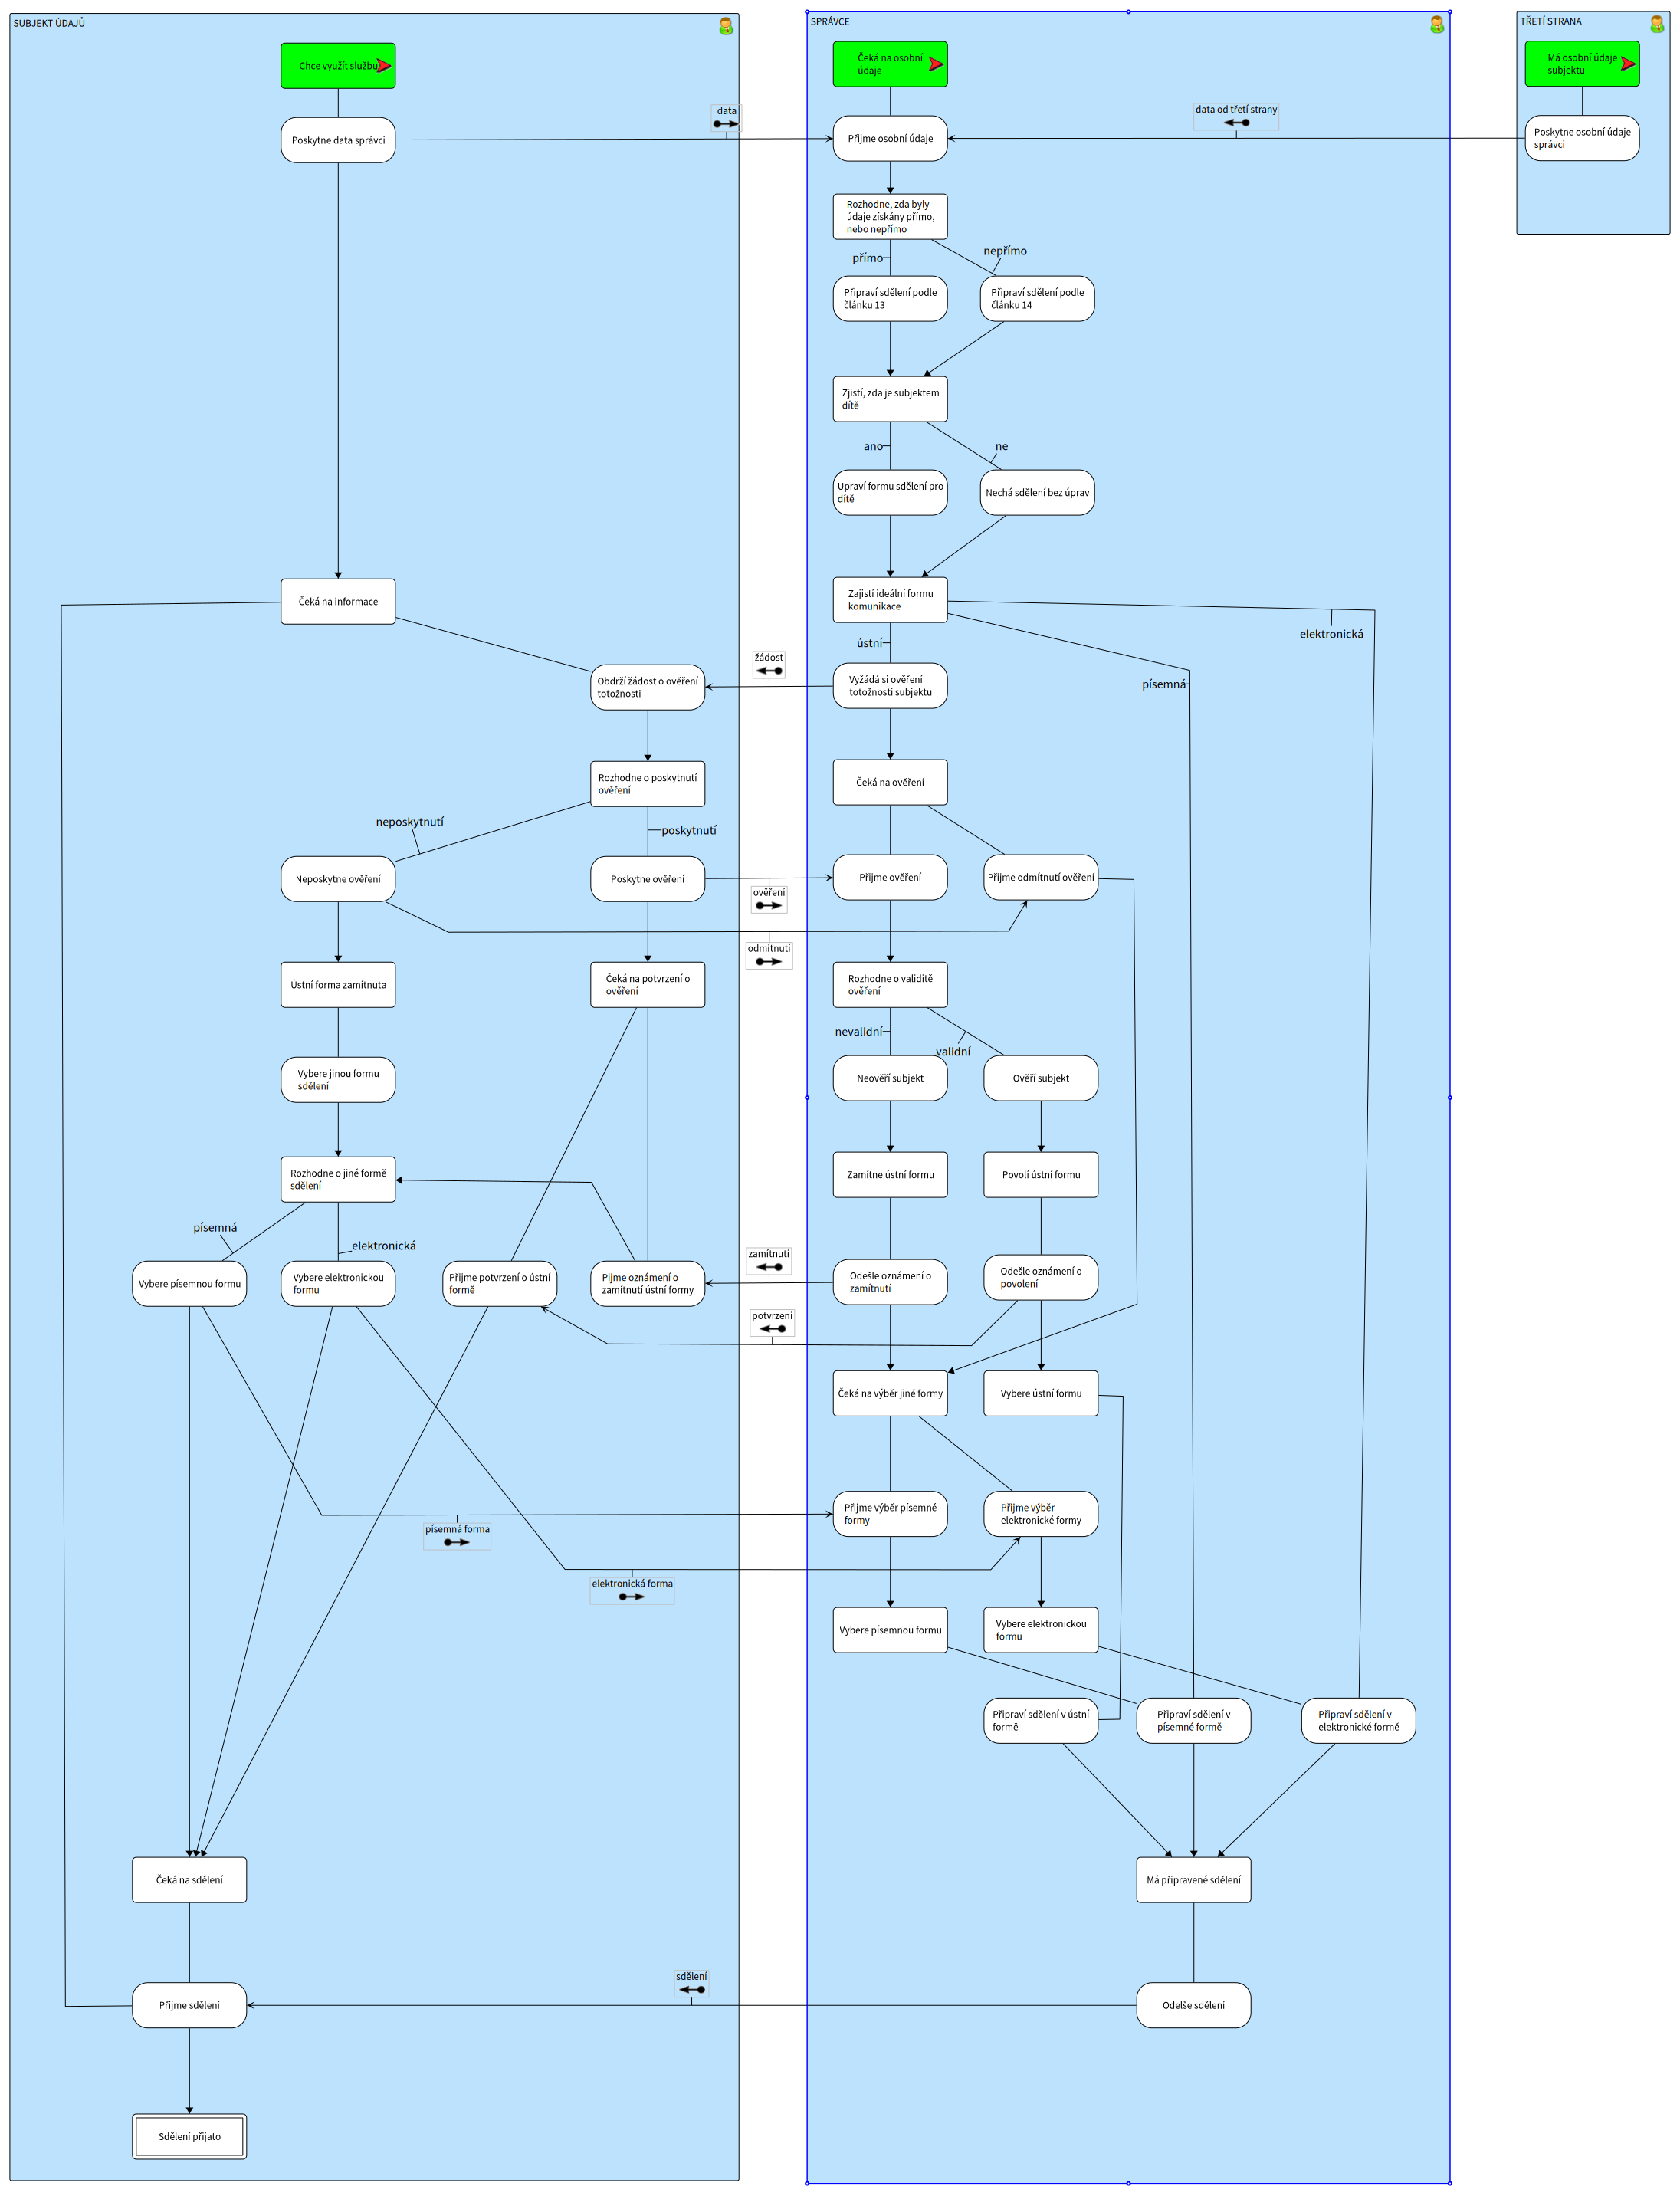 SUBJEKT ÚDAJŮ
SPRÁVCE
TŘETÍ STRANA
Chce využít službu
Čeká na osobní
údaje
Má osobní údaje
subjektu
data
data od třetí strany
Poskytne data správci
Přijme osobní údaje
Poskytne osobní údaje
správci
Rozhodne, zda byly
údaje získány přímo,
nebo nepřímo
přímo
nepřímo
Připraví sdělení podle
článku 13
Připraví sdělení podle
článku 14
Zjistí, zda je subjektem
dítě
ano
ne
Upraví formu sdělení pro
dítě
Nechá sdělení bez úprav
Čeká na informace
Zajistí ideální formu
komunikace
elektronická
ústní
písemná
žádost
Obdrží žádost o ověření
totožnosti
Vyžádá si ověření
totožnosti subjektu
Rozhodne o poskytnutí
ověření
Čeká na ověření
neposkytnutí
poskytnutí
Neposkytne ověření
Poskytne ověření
ověření
Přijme ověření
Přijme odmítnutí ověření
odmítnutí
Ústní forma zamítnuta
Čeká na potvrzení o
ověření
Rozhodne o validitě
ověření
nevalidní
validní
Vybere jinou formu
sdělení
Neověří subjekt
Ověří subjekt
Rozhodne o jiné formě
sdělení
Zamítne ústní formu
Povolí ústní formu
písemná
elektronická
zamítnutí
Vybere písemnou formu
Vybere elektronickou
formu
Přijme potvrzení o ústní
formě
Pijme oznámení o
zamítnutí ústní formy
Odešle oznámení o
zamítnutí
Odešle oznámení o
povolení
potvrzení
Čeká na výběr jiné formy
Vybere ústní formu
písemná forma
Přijme výběr písemné
formy
Přijme výběr
elektronické formy
elektronická forma
Vybere písemnou formu
Vybere elektronickou
formu
Připraví sdělení v ústní
formě
Připraví sdělení v
písemné formě
Připraví sdělení v
elektronické formě
Čeká na sdělení
Má připravené sdělení
sdělení
Přijme sdělení
Odelše sdělení
Sdělení přijato